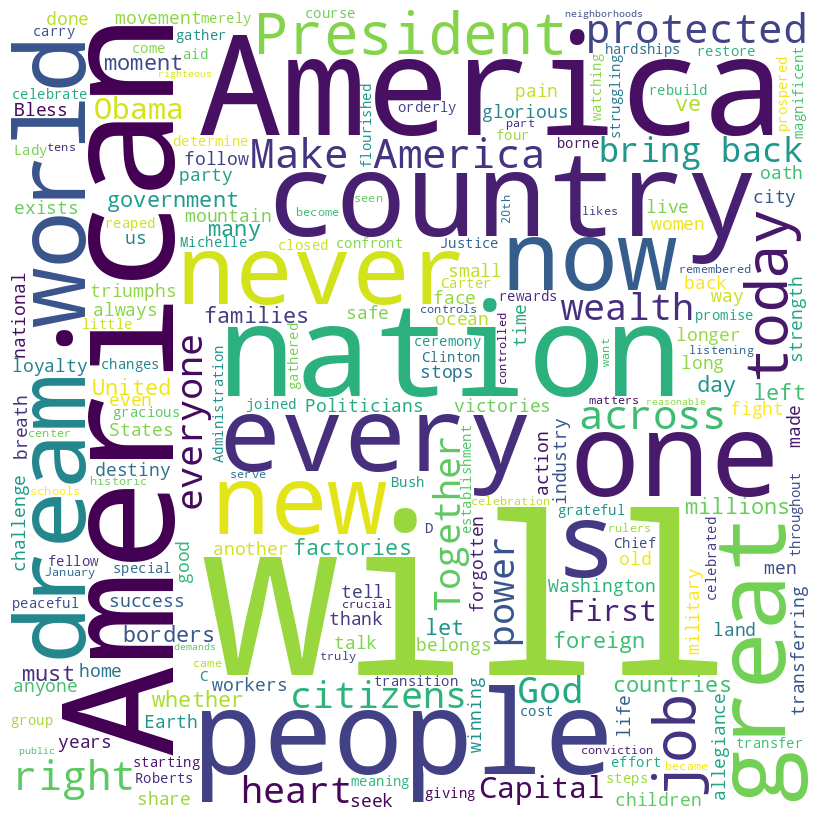 neighborhoods
done movement merely course President protected
carry gather hardships restore
celebrate come aid moment
righteous
America
Bless Obama orderly pain watching struggling rebuild prospered magnificent
glorious ve
part four
Lady tens determine flourished borne
world American
follow Make America bring back
party oath
exists government mountain many country live city
us become seen 20th likes women
reaped Michelle closed confront Justice now remembered
never small back way today
triumphs Carter rewards wealth
national always safe face promise
little families ocean time longer strength
controls ceremony controlled listening
loyalty changes nation Clinton long
gathered stops want
dream everyone United joined Politicians victories matters reasonable day left
even Administration across fight
breath gracious made
center States every one
destiny industry action
challenge historic serve Bush establishment
schools new celebration millions
D grateful throughout
good another Together rulers
fellow factories forgotten Chief old men
January special will s Washington celebrated great
peaceful success tell power First military
crucial thank
borders let foreign land transferring
demands talk belongs
must home came truly
anyone C workers transition citizens God countries
whether winning life allegiance
group Earth people cost job
years conviction transfer
public starting effort became
right Roberts meaning steps
share heart seek giving Capital children